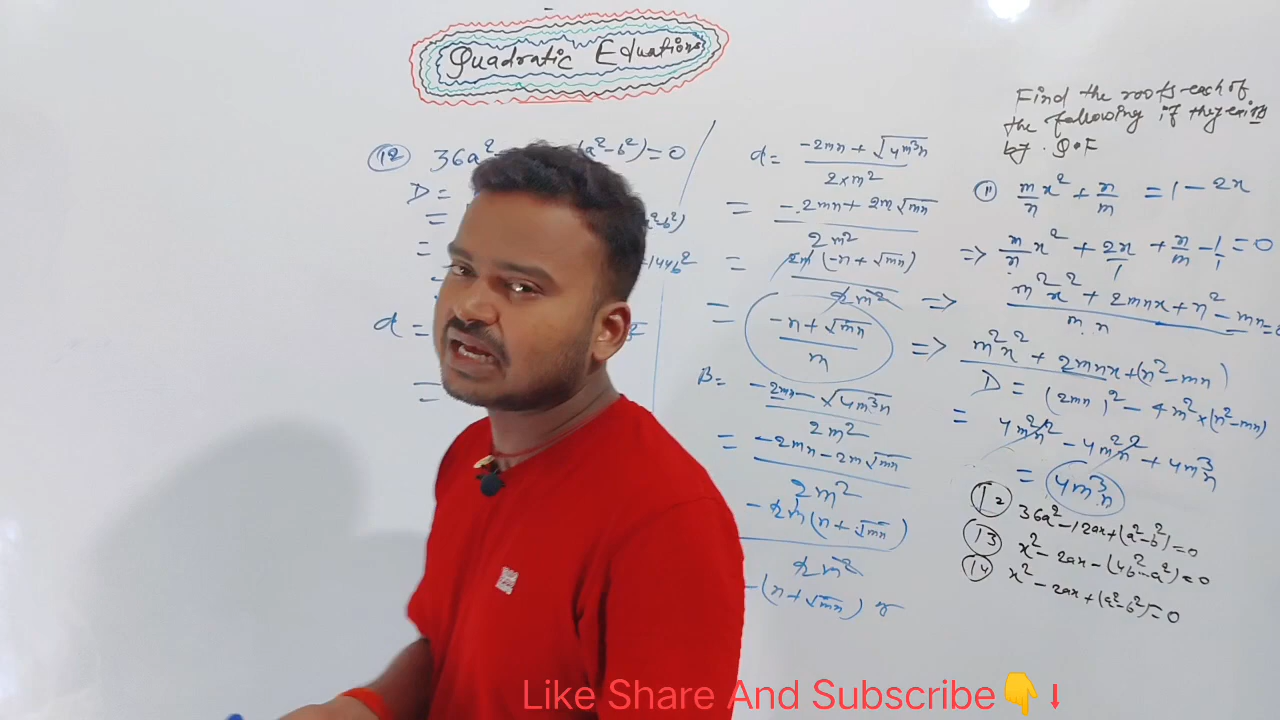 Quadratic Equations
(12) 36a² (a²-b²)=0
D =
=
=
-144b²
α =
=
α = (-2mn + √4m³n) / (2×m²)
= (-2mn + 2m√mn) / 2m²
= 2m(-n + √mn) / 2m²
= (-n + √mn) / m
B = (-2mn - √4m³n) / 2m²
= (-2mn - 2m√mn) / 2m²
-2m(n + √mn) / 2m²
-(n + √mn)
Find the roots each of
the following if they exists
by . Q.F
(11) m/n x² + n/m = 1 - 2x
=> m/n x² + 2x/1 + n/m - 1/1 = 0
=> (m²x² + 2mnx + n² - mn) / m.n = 0
=> m²x² + 2mnx + (n² - mn)
D = (2mn)² - 4m²×(n² - mn)
= 4m²n² - 4m²n² + 4m³n
= 4m³n
(12) 36a² - 12ax + (a²-b²) = 0
(13) x² - 2ax - (4b²-a²) = 0
(14) x² - 2ax + (a²-b²) = 0
Like Share And Subscribe👇⬇